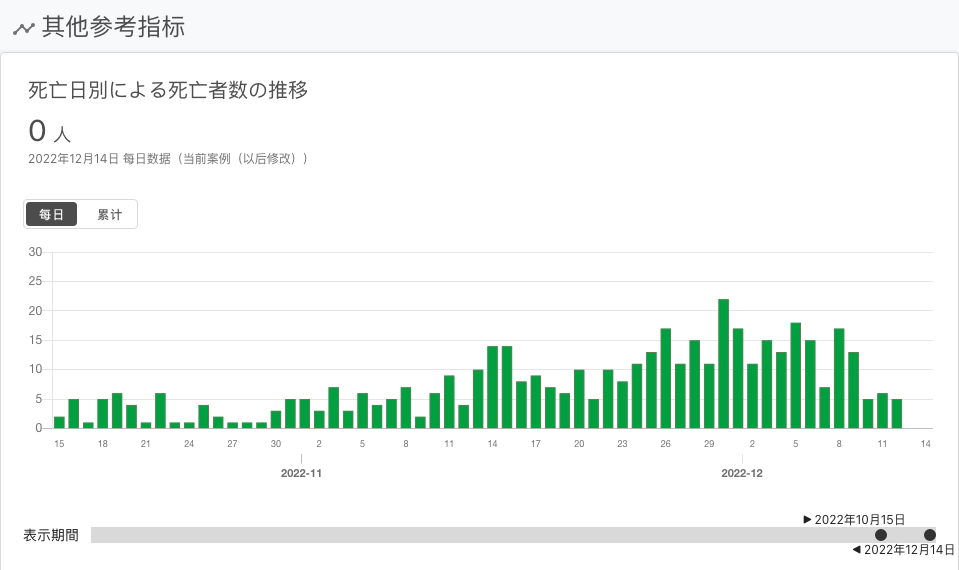 其他参考指标
死亡日別による死亡者数の推移
0 人
2022年12月14日 每日数据（当前案例（以后修改））
每日 累计
30
25
20
15
10
5
0
15 18 21 24 27 30 2 5 8 11 14 17 20 23 26 29 2 5 8 11 14
2022-11 2022-12
▶ 2022年10月15日
表示期間
◀ 2022年12月14日